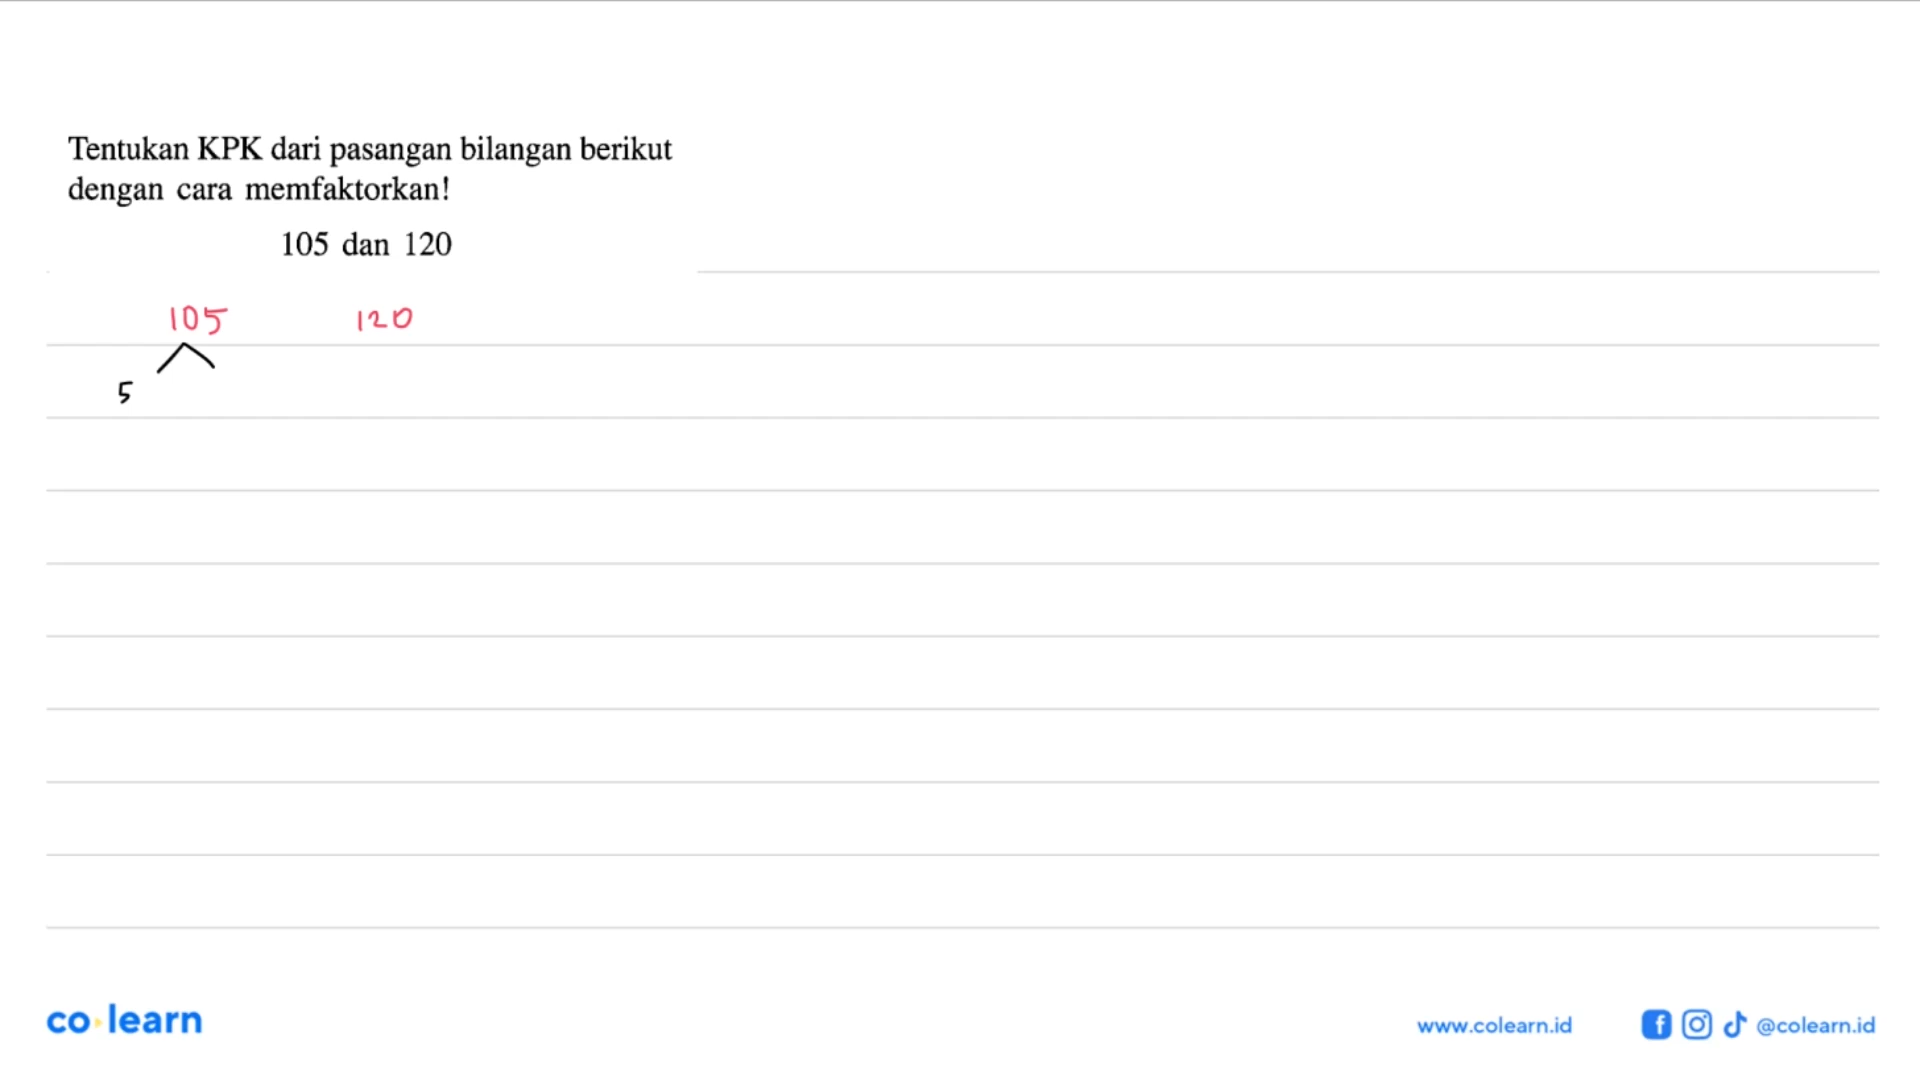 Tentukan KPK dari pasangan bilangan berikut
dengan cara memfaktorkan!
105 dan 120
105 120
5
co learn
www.colearn.id @colearn.id